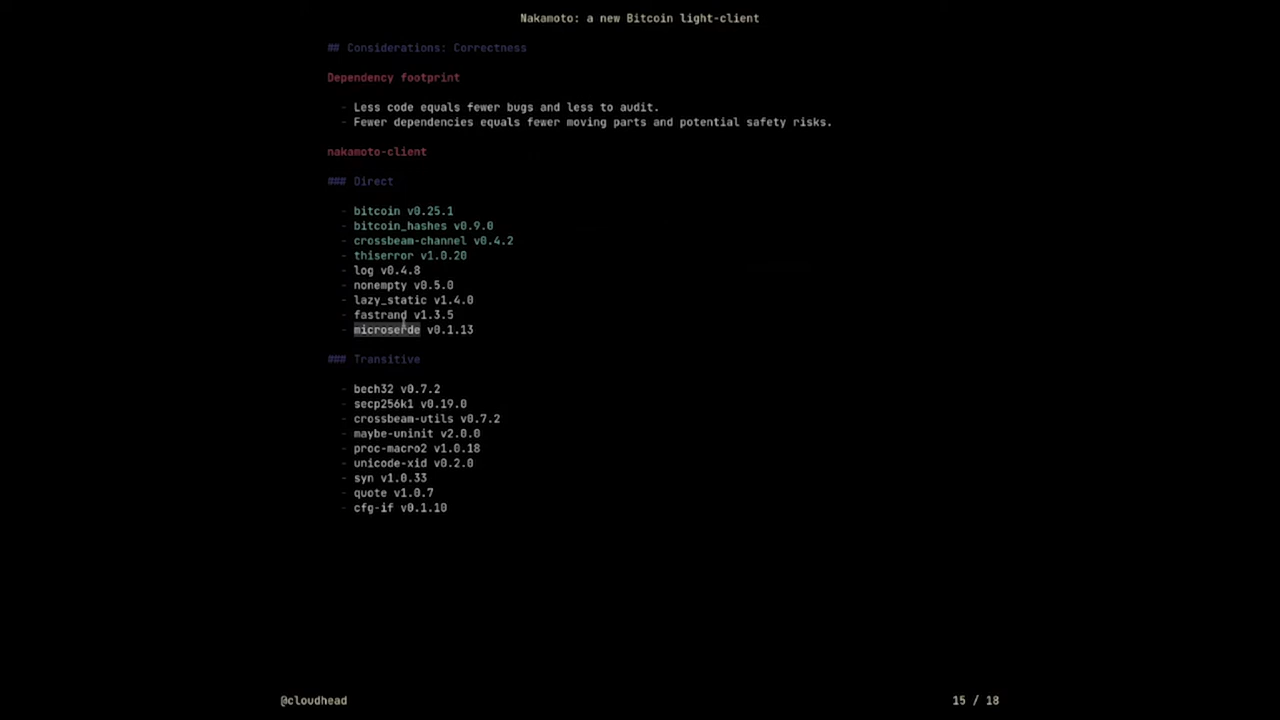 Nakamoto: a new Bitcoin light-client
## Considerations: Correctness
Dependency footprint
- Less code equals fewer bugs and less to audit.
- Fewer dependencies equals fewer moving parts and potential safety risks.
nakamoto-client
### Direct
- bitcoin v0.25.1
- bitcoin_hashes v0.9.0
- crossbeam-channel v0.4.2
- thiserror v1.0.20
- log v0.4.8
- nonempty v0.5.0
- lazy_static v1.4.0
- fastrand v1.3.5
- microserde v0.1.13
### Transitive
- bech32 v0.7.2
- secp256k1 v0.19.0
- crossbeam-utils v0.7.2
- maybe-uninit v2.0.0
- proc-macro2 v1.0.18
- unicode-xid v0.2.0
- syn v1.0.33
- quote v1.0.7
- cfg-if v0.1.10
@cloudhead
15 / 18